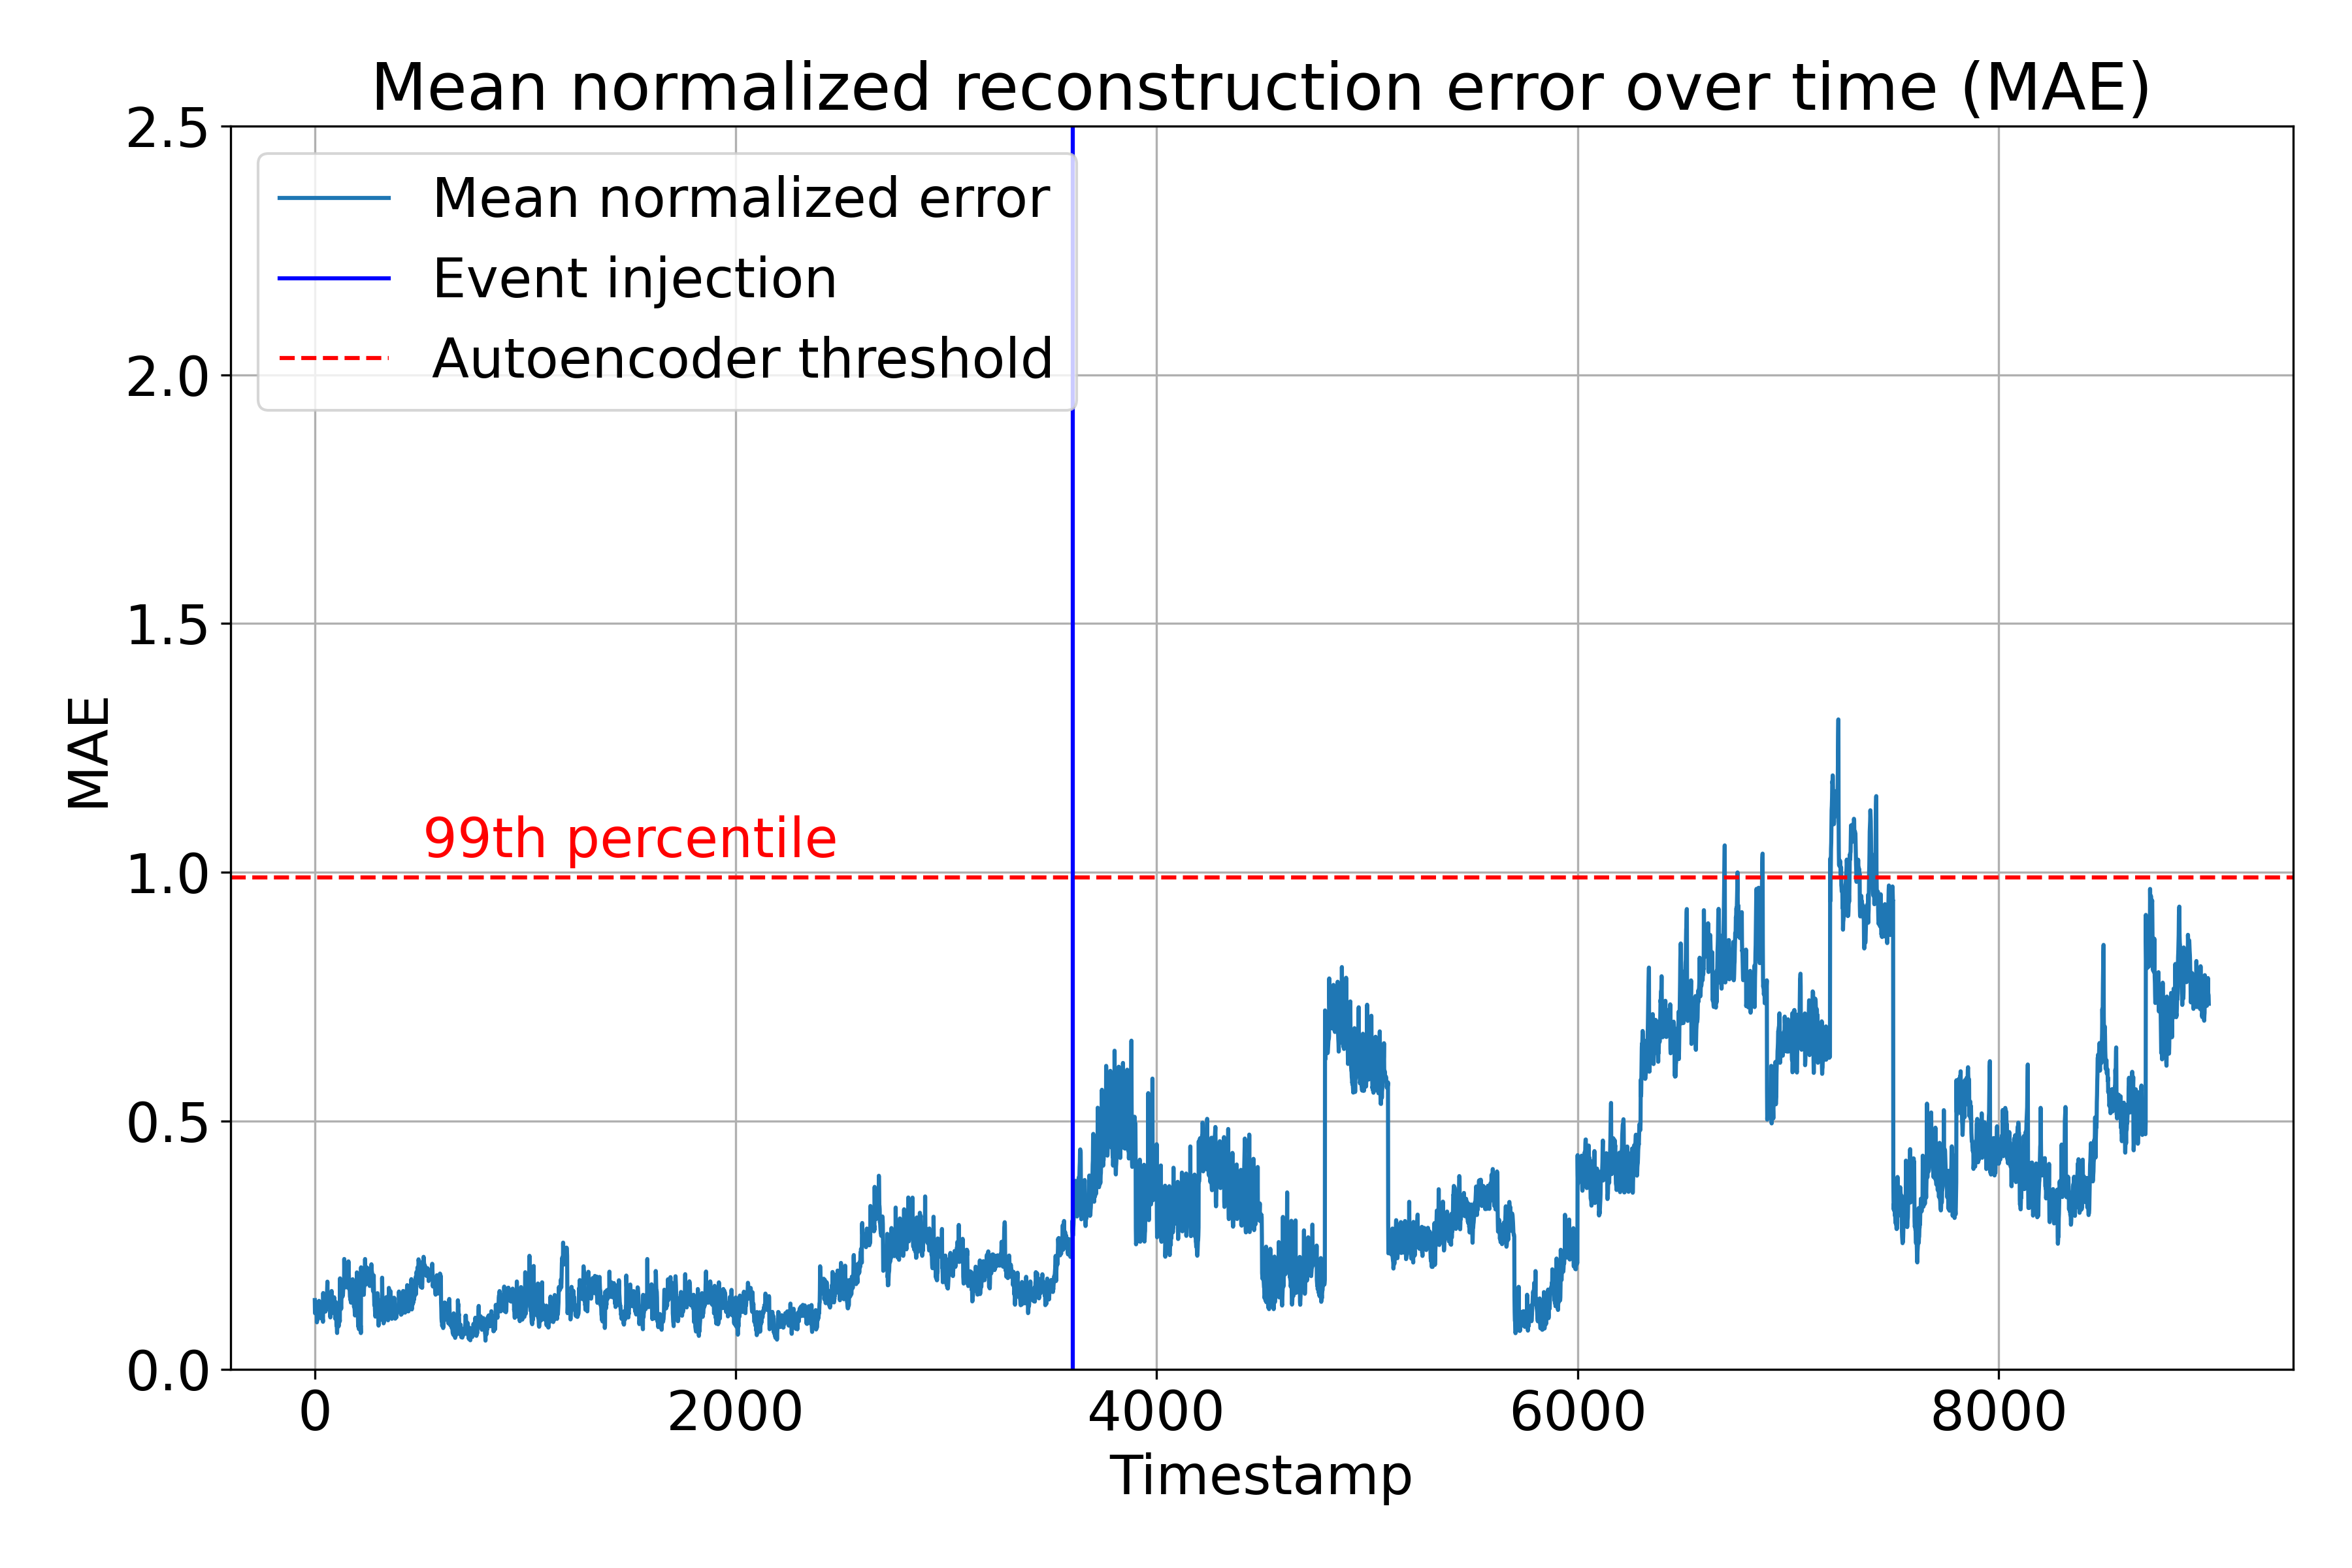 Mean normalized reconstruction error over time (MAE)
2.5
2.0
1.5
1.0
0.5
0.0
MAE
Mean normalized error
Event injection
Autoencoder threshold
99th percentile
0 2000 4000 6000 8000
Timestamp